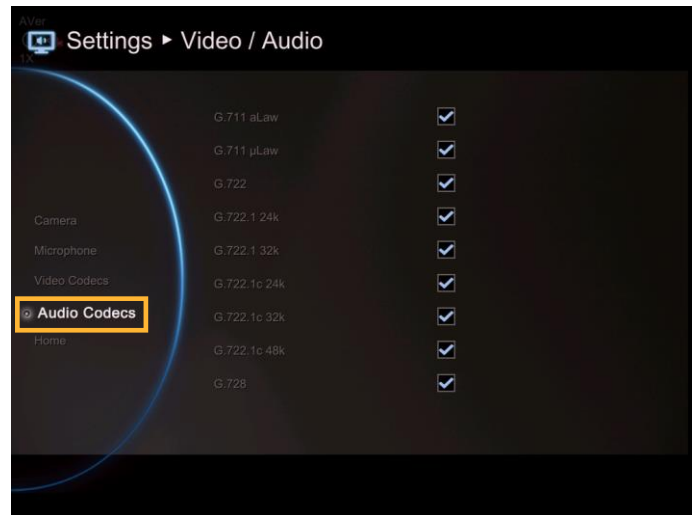 AVer
Settings ► Video / Audio
1X
G.711 aLaw
G.711 µLaw
G.722
Camera
G.722.1 24k
Microphone
G.722.1 32k
Video Codecs
G.722.1c 24k
Audio Codecs
G.722.1c 32k
Home
G.722.1c 48k
G.728